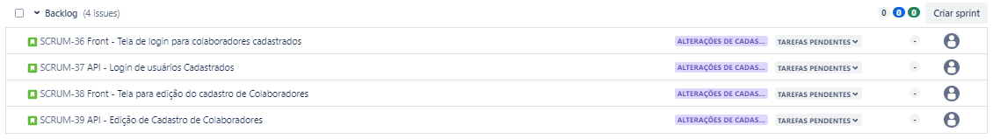 Backlog (4 issues) 0 0 0 Criar sprint
SCRUM-36 Front - Tela de login para colaboradores cadastrados ALTERAÇÕES DE CADAS... TAREFAS PENDENTES -
SCRUM-37 API - Login de usuários Cadastrados ALTERAÇÕES DE CADAS... TAREFAS PENDENTES -
SCRUM-38 Front - Tela para edição do cadastro de Colaboradores ALTERAÇÕES DE CADAS... TAREFAS PENDENTES -
SCRUM-39 API - Edição de Cadastro de Colaboradores ALTERAÇÕES DE CADAS... TAREFAS PENDENTES -